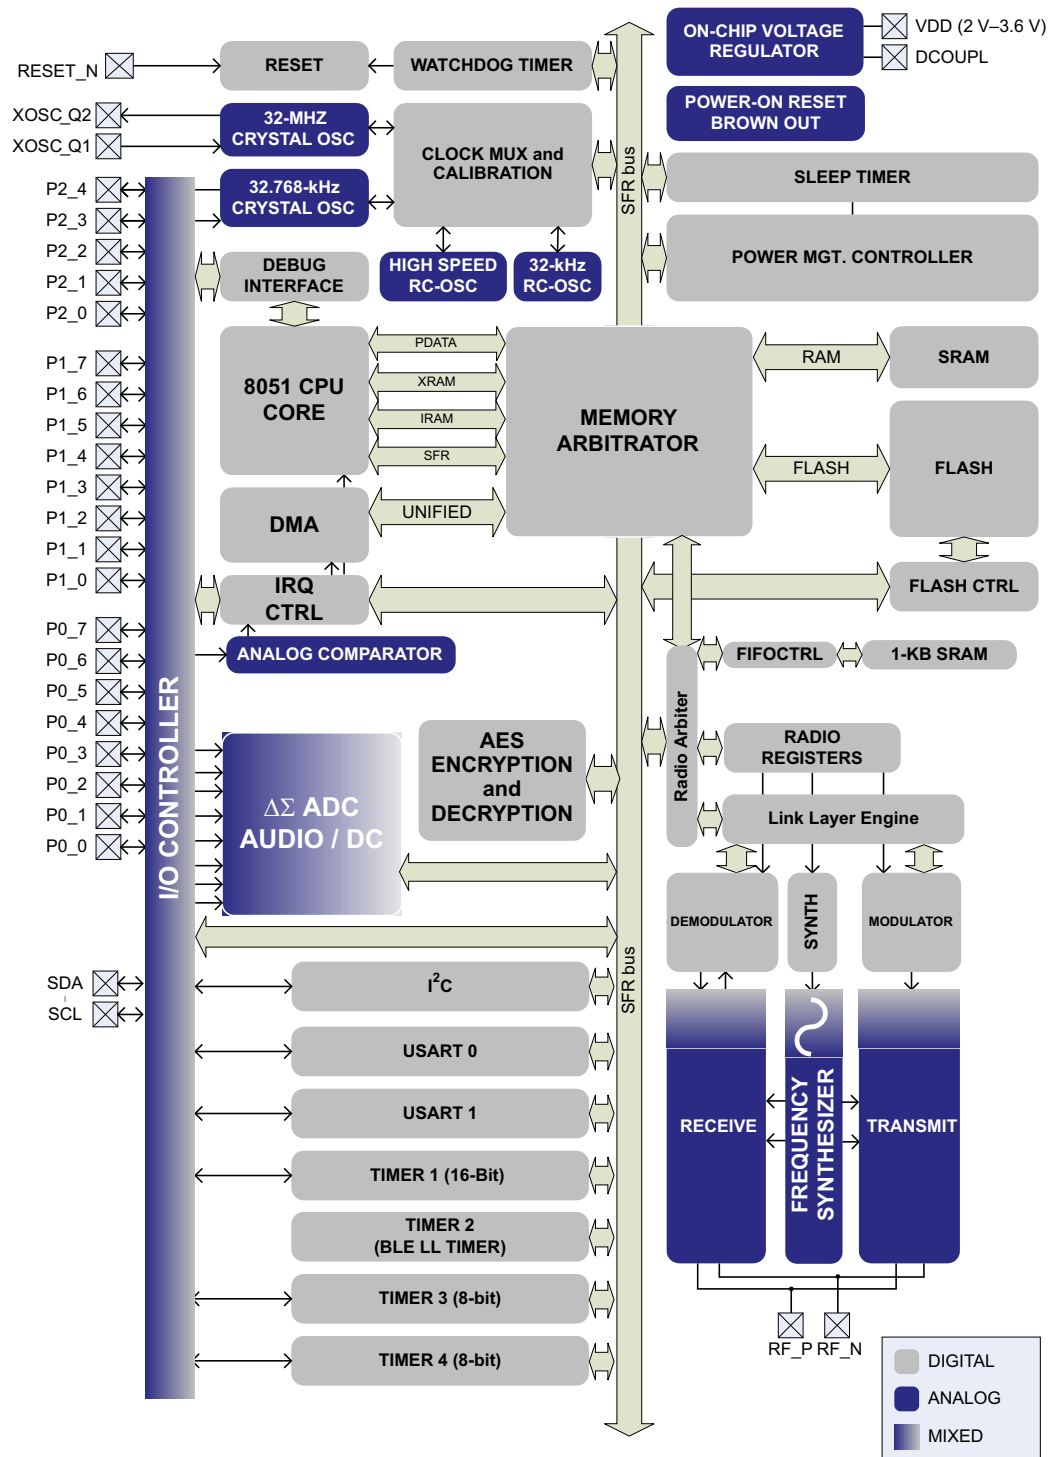 ON-CHIP VOLTAGE
REGULATOR
VDD (2 V–3.6 V)
DCOUPL
RESET_N
RESET
WATCHDOG TIMER
POWER-ON RESET
BROWN OUT
XOSC_Q2
XOSC_Q1
32-MHZ
CRYSTAL OSC
CLOCK MUX and
CALIBRATION
SFR bus
SLEEP TIMER
P2_4
P2_3
P2_2
P2_1
P2_0
32.768-kHz
CRYSTAL OSC
POWER MGT. CONTROLLER
DEBUG
INTERFACE
HIGH SPEED
RC-OSC
32-kHz
RC-OSC
P1_7
P1_6
P1_5
P1_4
P1_3
P1_2
P1_1
P1_0
8051 CPU
CORE
PDATA
XRAM
IRAM
SFR
MEMORY
ARBITRATOR
RAM
SRAM
FLASH
FLASH
DMA
UNIFIED
IRQ
CTRL
FLASH CTRL
P0_7
P0_6
P0_5
P0_4
P0_3
P0_2
P0_1
P0_0
ANALOG COMPARATOR
FIFOCTRL
1-KB SRAM
Radio Arbiter
I/O CONTROLLER
ΔΣ ADC
AUDIO / DC
AES
ENCRYPTION
and
DECRYPTION
RADIO
REGISTERS
Link Layer Engine
DEMODULATOR
SYNTH
MODULATOR
SDA
SCL
I2C
SFR bus
USART 0
USART 1
TIMER 1 (16-Bit)
TIMER 2
(BLE LL TIMER)
TIMER 3 (8-bit)
TIMER 4 (8-bit)
RECEIVE
FREQUENCY
SYNTHESIZER
TRANSMIT
RF_P
RF_N
DIGITAL
ANALOG
MIXED